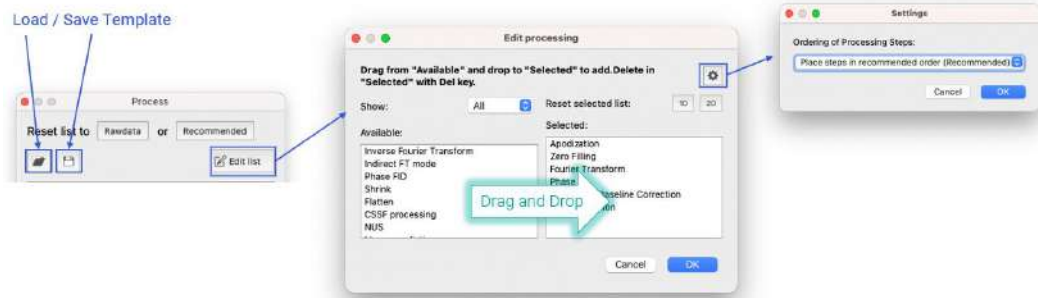 Load / Save Template
Process
Reset list to Rawdata or Recommended
Edit list
Edit processing
Drag from "Available" and drop to "Selected" to add.Delete in
"Selected" with Del key.
Show: All
Reset selected list: 1D 2D
Available:
Inverse Fourier Transform
Indirect FT mode
Phase FID
Shrink
Flatten
CSSF processing
NUS
Selected:
Apodization
Zero Filling
Fourier Transform
Phase
Baseline Correction
Drag and Drop
Cancel OK
Settings
Ordering of Processing Steps:
Place steps in recommended order (Recommended)
Cancel OK